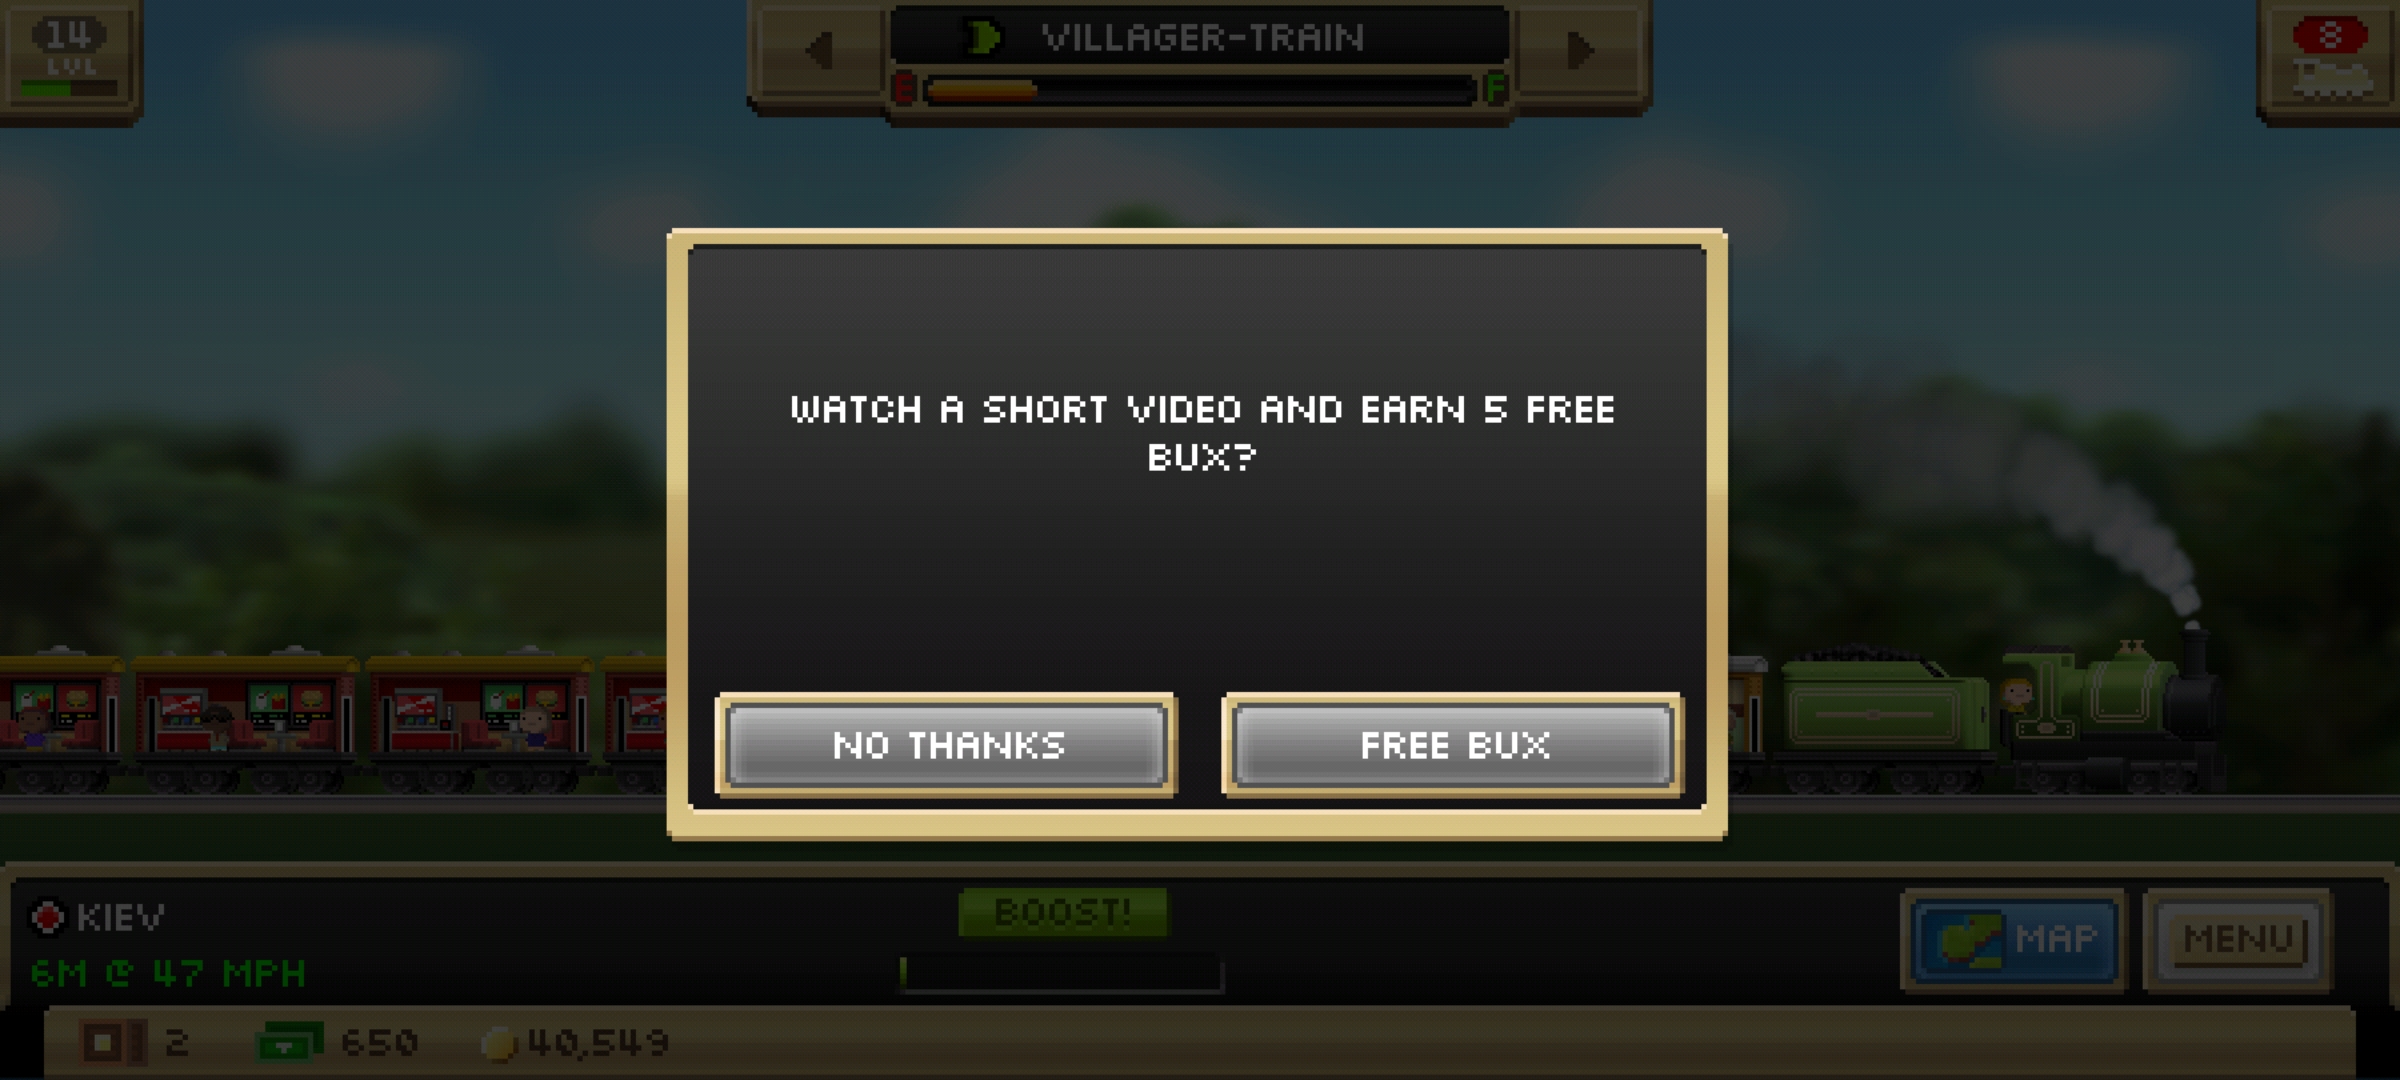 14
LVL
VILLAGER-TRAIN
E F
8
WATCH A SHORT VIDEO AND EARN 5 FREE
BUX?
NO THANKS
FREE BUX
KIEV
6M @ 47 MPH
BOOST!
MAP
MENU
2
650
40,549